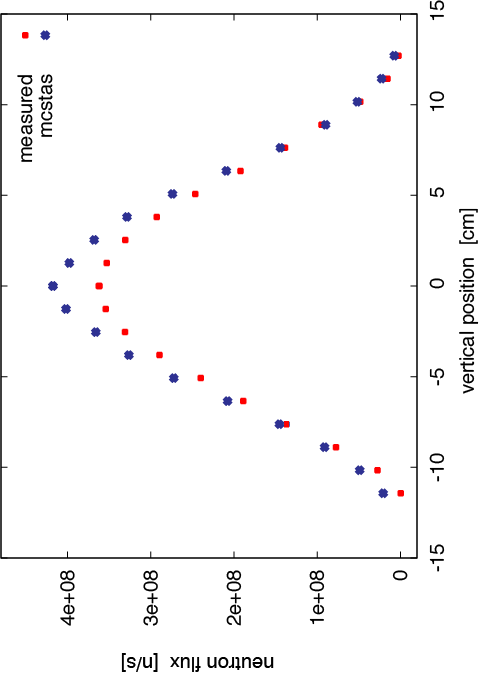 measured
mcstas
4e+08
3e+08
2e+08
1e+08
0
-15
-10
-5
0
5
10
15
neutron flux [n/s]
vertical position [cm]